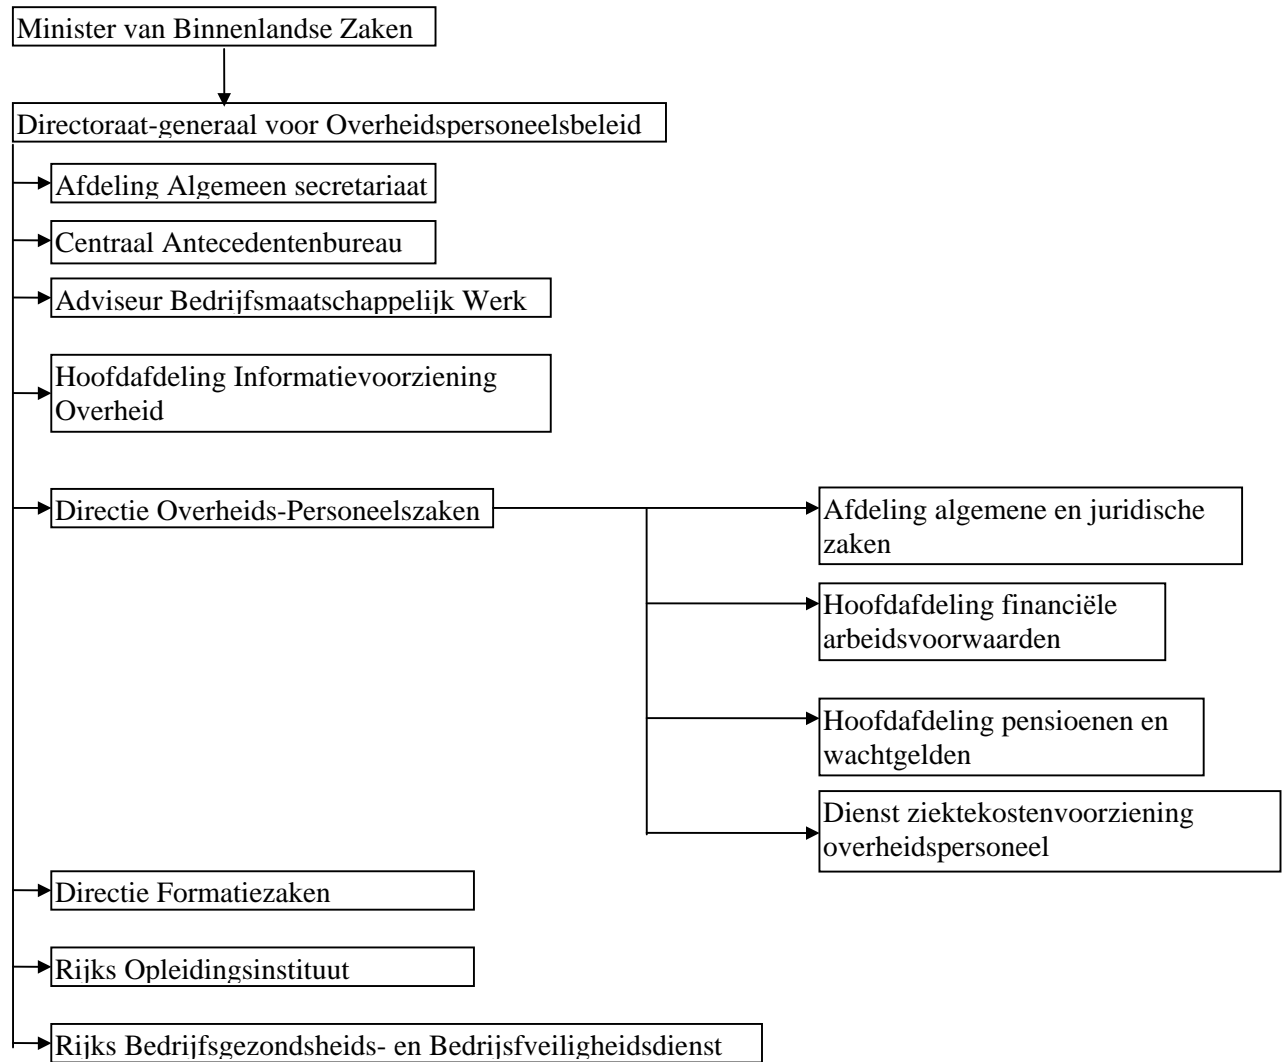 Minister van Binnenlandse Zaken
Directoraat-generaal voor Overheidspersoneelsbeleid
Afdeling Algemeen secretariaat
Centraal Antecedentenbureau
Adviseur Bedrijfsmaatschappelijk Werk
Hoofdafdeling Informatievoorziening
Overheid
Directie Overheids-Personeelszaken
Afdeling algemene en juridische
zaken
Hoofdafdeling financiële
arbeidsvoorwaarden
Hoofdafdeling pensioenen en
wachtgelden
Dienst ziektekostenvoorziening
overheidspersoneel
Directie Formatiezaken
Rijks Opleidingsinstituut
Rijks Bedrijfsgezondsheids- en Bedrijsfveiligheidsdienst